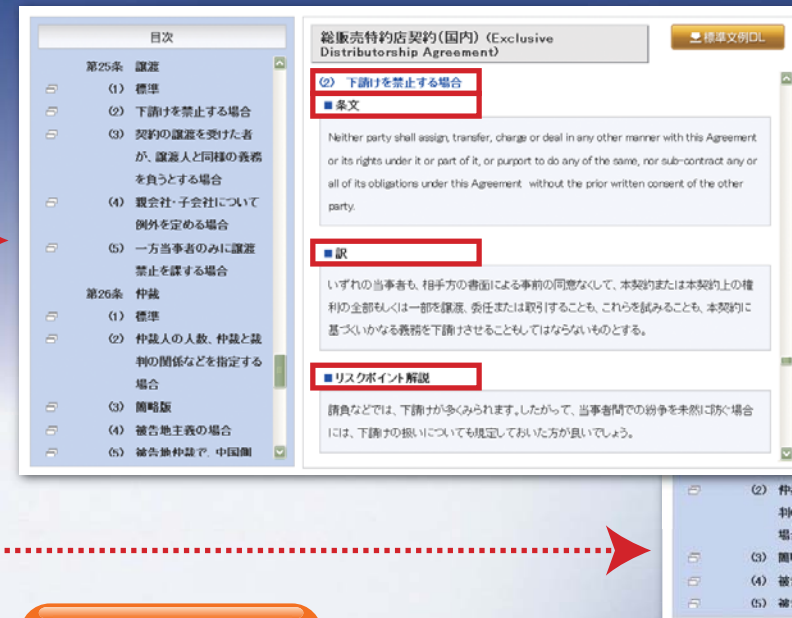 目次
第25条 譲渡
(1) 標準
(2) 下請けを禁止する場合
(3) 契約の譲渡を受けた者
が、譲渡人と同様の義務
を負うとする場合
(4) 親会社・子会社について
例外を定める場合
(5) 一方当事者のみに譲渡
禁止を課する場合
第26条 仲裁
(1) 標準
(2) 仲裁人の人数、仲裁と裁
判の関係などを指定する
場合
(3) 簡略版
(4) 被告地主義の場合
(5) 被告地仲裁で、中国側
総販売特約店契約(国内) (Exclusive
Distributorship Agreement)
標準文例DL
(2) 下請けを禁止する場合
■条文
Neither party shall assign, transfer, charge or deal in any other manner with this Agreement
or its rights under it or part of it, or purport to do any of the same, nor sub-contract any or
all of its obligations under this Agreement without the prior written consent of the other
party.
■訳
いずれの当事者も、相手方の書面による事前の同意なくして、本契約または本契約上の権
利の全部もしくは一部を譲渡、委任または取引することも、これらを試みることも、本契約に
基づくいかなる義務を下請けさせることもしてはならないものとする。
■リスクポイント解説
請負などでは、下請けが多くみられます。したがって、当事者間での紛争を未然に防ぐ場合
には、下請けの扱いについても規定しておいた方が良いでしょう。
(2)
(3)
(4)
(5)